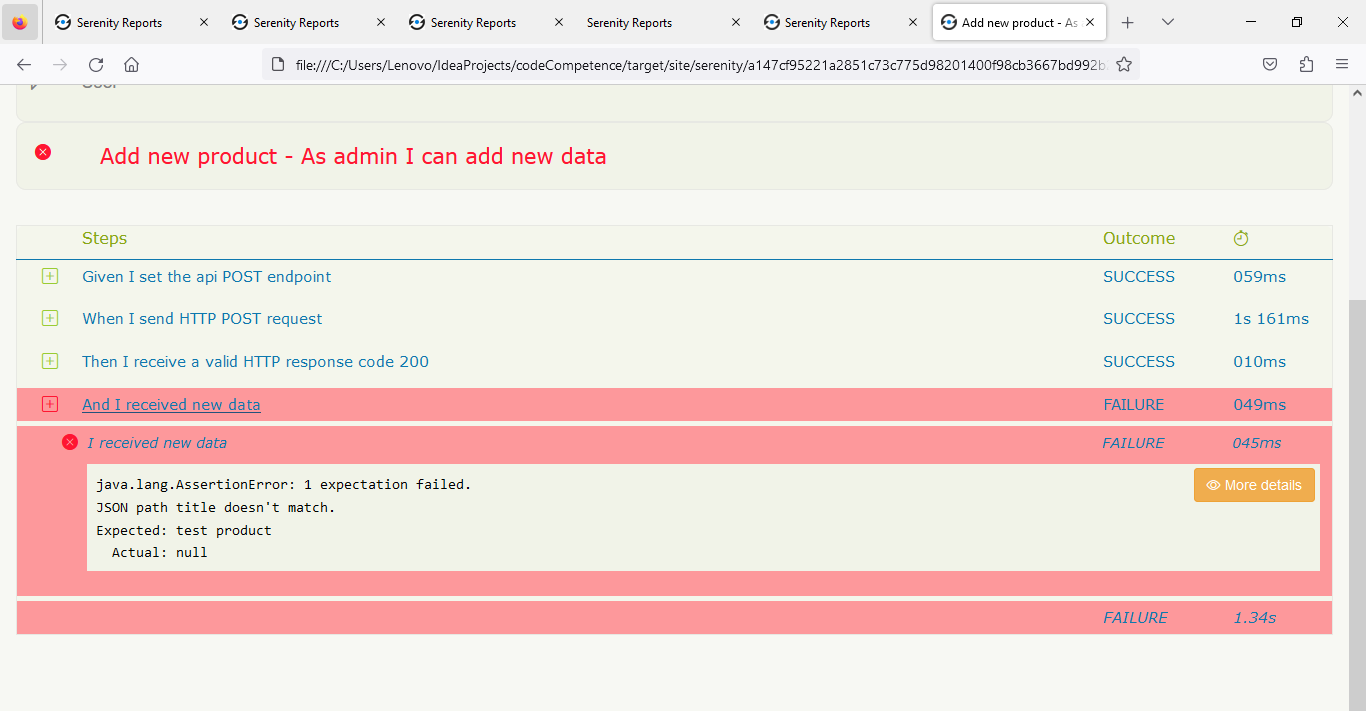 Serenity Reports
Serenity Reports
Serenity Reports
Serenity Reports
Serenity Reports
Add new product - As
file:///C:/Users/Lenovo/IdeaProjects/codeCompetence/target/site/serenity/a147cf95221a2851c73c775d98201400f98cb3667bd992b
Add new product - As admin I can add new data
Steps Outcome
Given I set the api POST endpoint SUCCESS 059ms
When I send HTTP POST request SUCCESS 1s 161ms
Then I receive a valid HTTP response code 200 SUCCESS 010ms
And I received new data FAILURE 049ms
I received new data FAILURE 045ms
java.lang.AssertionError: 1 expectation failed. More details
JSON path title doesn't match.
Expected: test product
Actual: null
FAILURE 1.34s